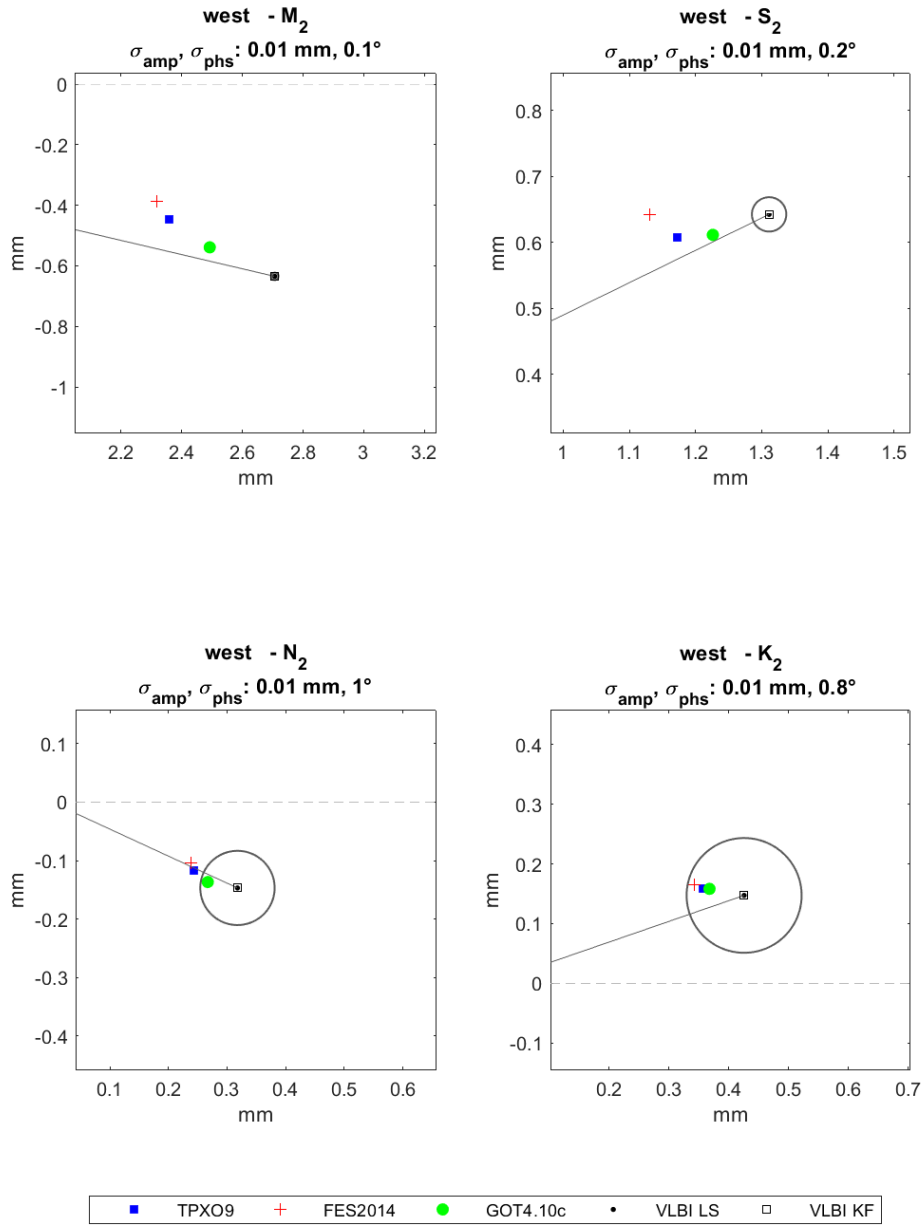 west - M2
σamp, σphs: 0.01 mm, 0.1°
0
-0.2
-0.4
-0.6
-0.8
-1
mm
2.2 2.4 2.6 2.8 3 3.2
mm
west - S2
σamp, σphs: 0.01 mm, 0.2°
0.8
0.7
0.6
0.5
0.4
mm
1 1.1 1.2 1.3 1.4 1.5
mm
west - N2
σamp, σphs: 0.01 mm, 1°
0.1
0
-0.1
-0.2
-0.3
-0.4
mm
0.1 0.2 0.3 0.4 0.5 0.6
mm
west - K2
σamp, σphs: 0.01 mm, 0.8°
0.4
0.3
0.2
0.1
0
-0.1
mm
0.2 0.3 0.4 0.5 0.6 0.7
mm
TPXO9 FES2014 GOT4.10c VLBI LS VLBI KF